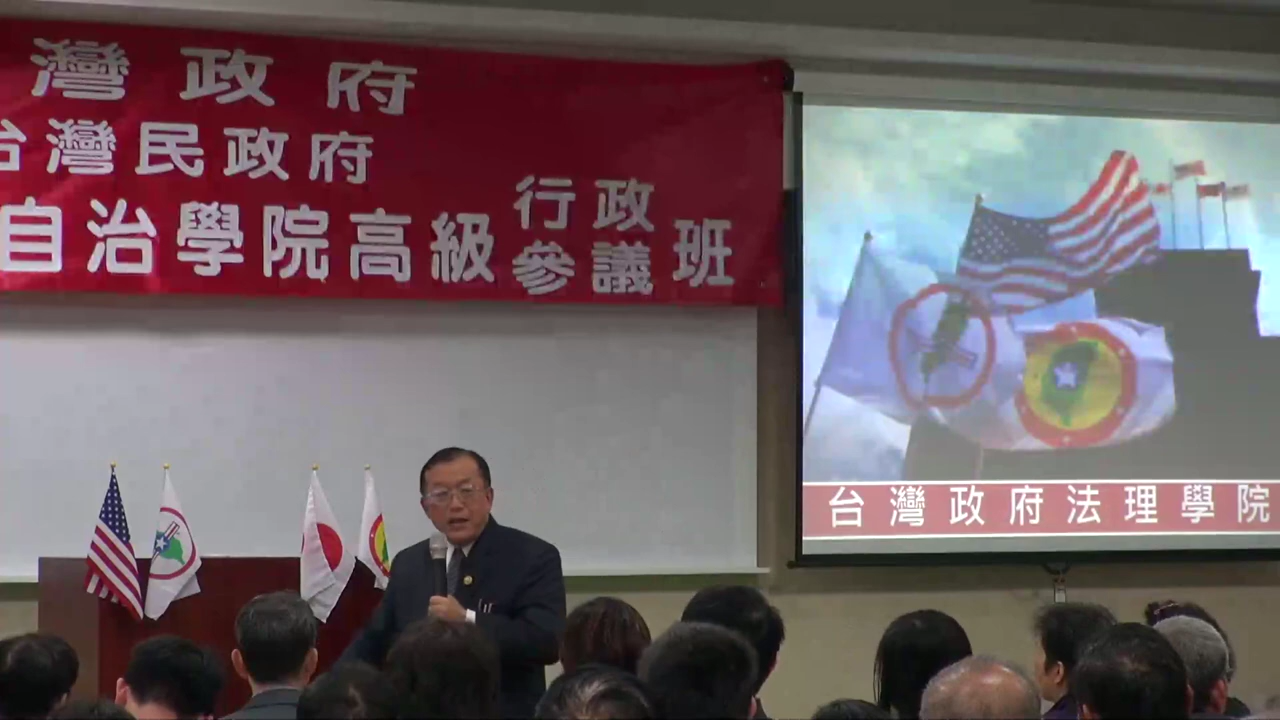 灣政府
台灣民政府
自治學院高級行政參議班
台灣政府法理學院